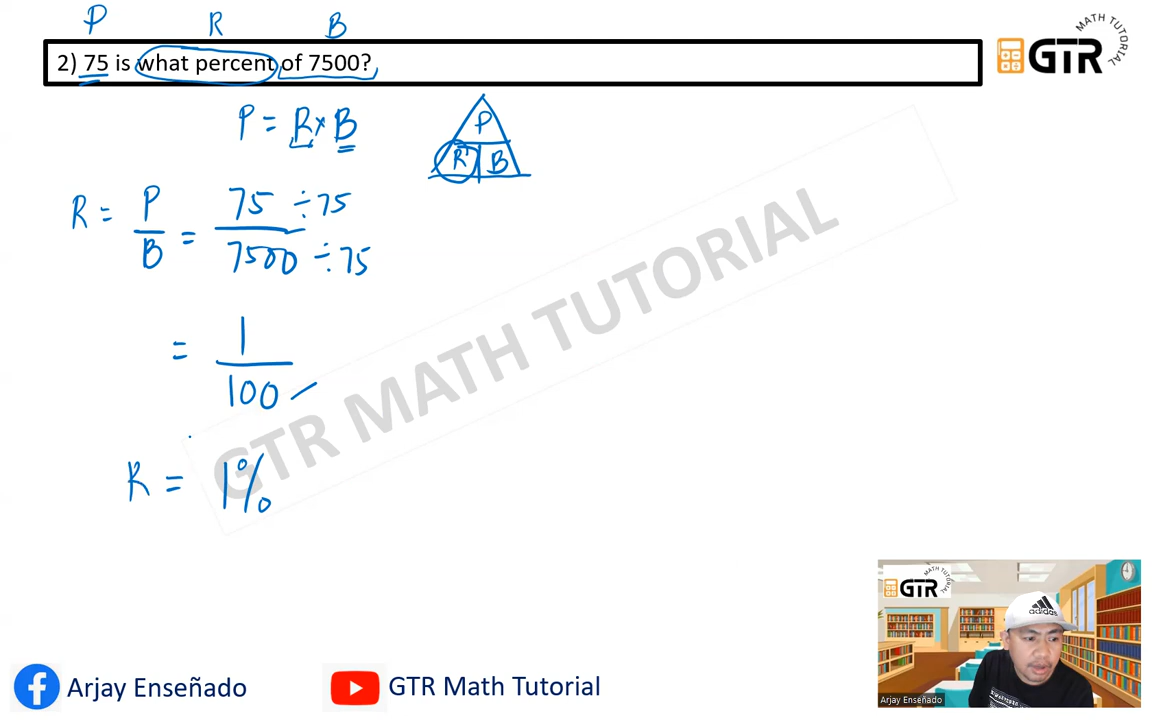 P R B
2) 75 is what percent of 7500?
MATH TUTORIAL
GTR
P = R × B
P
R B
R = P/B = 75 ÷75 / 7500 ÷75
= 1/100
R = 1%
GTR MATH TUTORIAL
GTR
MATH TUTORIAL
adidas
Arjay Enseñado
Arjay Enseñado
GTR Math Tutorial